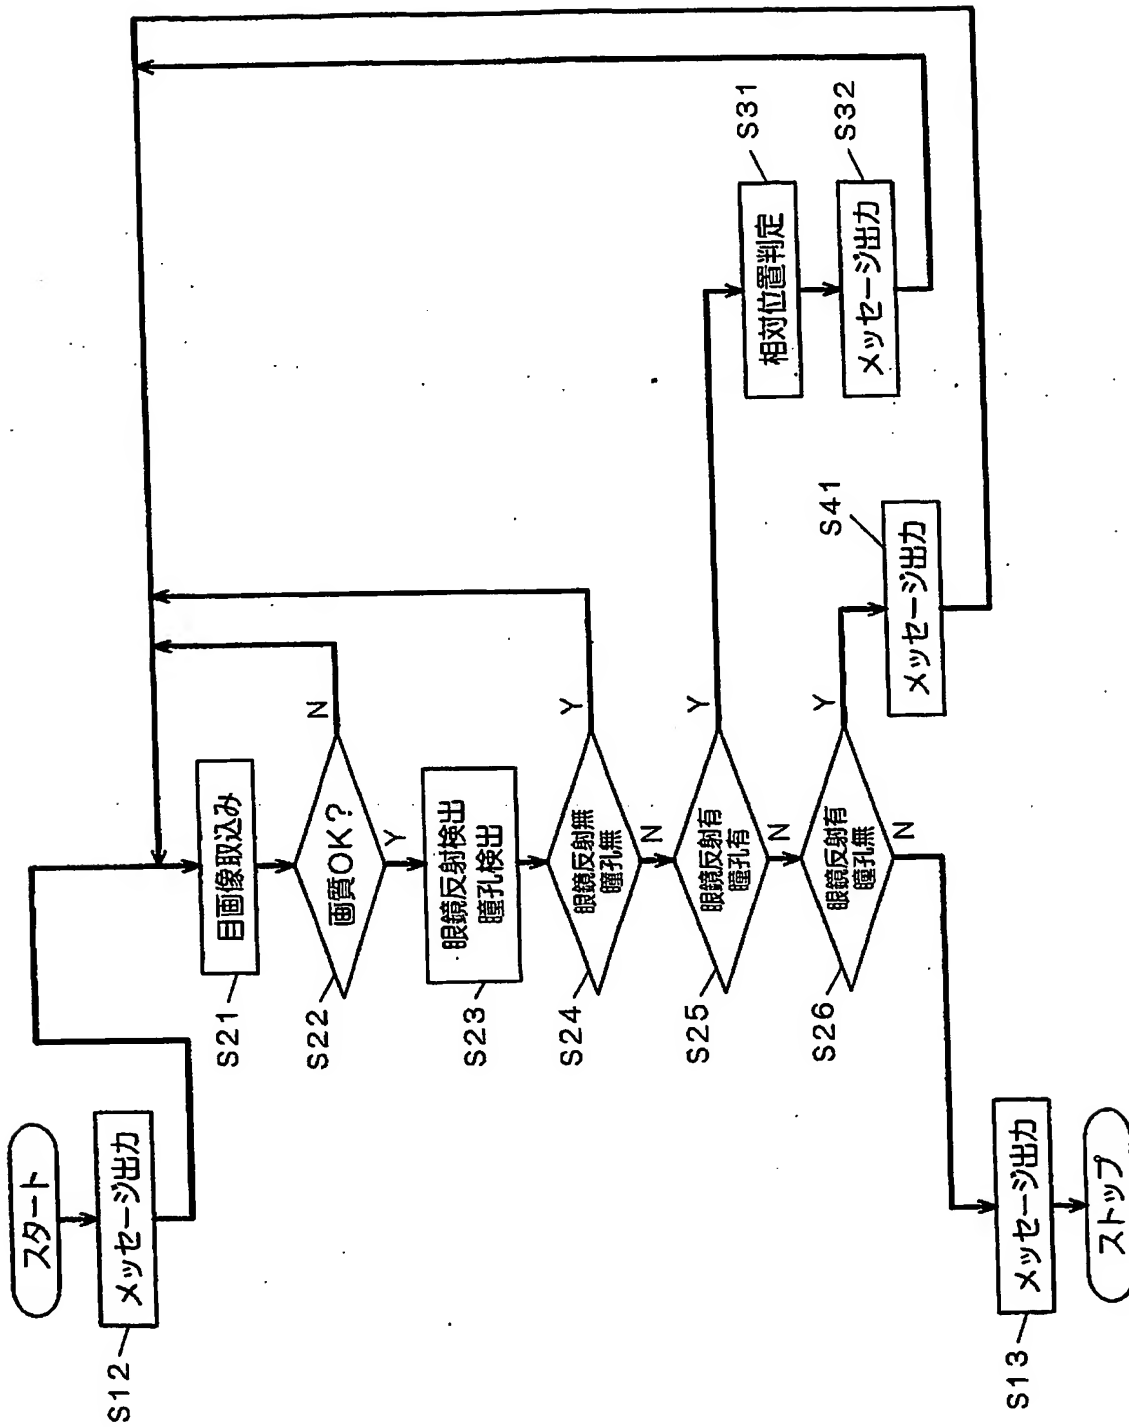 スタート
メッセージ出力
S12
目画像取込み
S21
画質OK?
S22
N
Y
眼鏡反射検出
瞳孔検出
S23
眼鏡反射無
瞳孔無
S24
Y
N
眼鏡反射有
瞳孔有
S25
Y
N
眼鏡反射有
瞳孔無
S26
Y
N
相対位置判定
S31
メッセージ出力
S32
メッセージ出力
S41
メッセージ出力
S13
ストップ